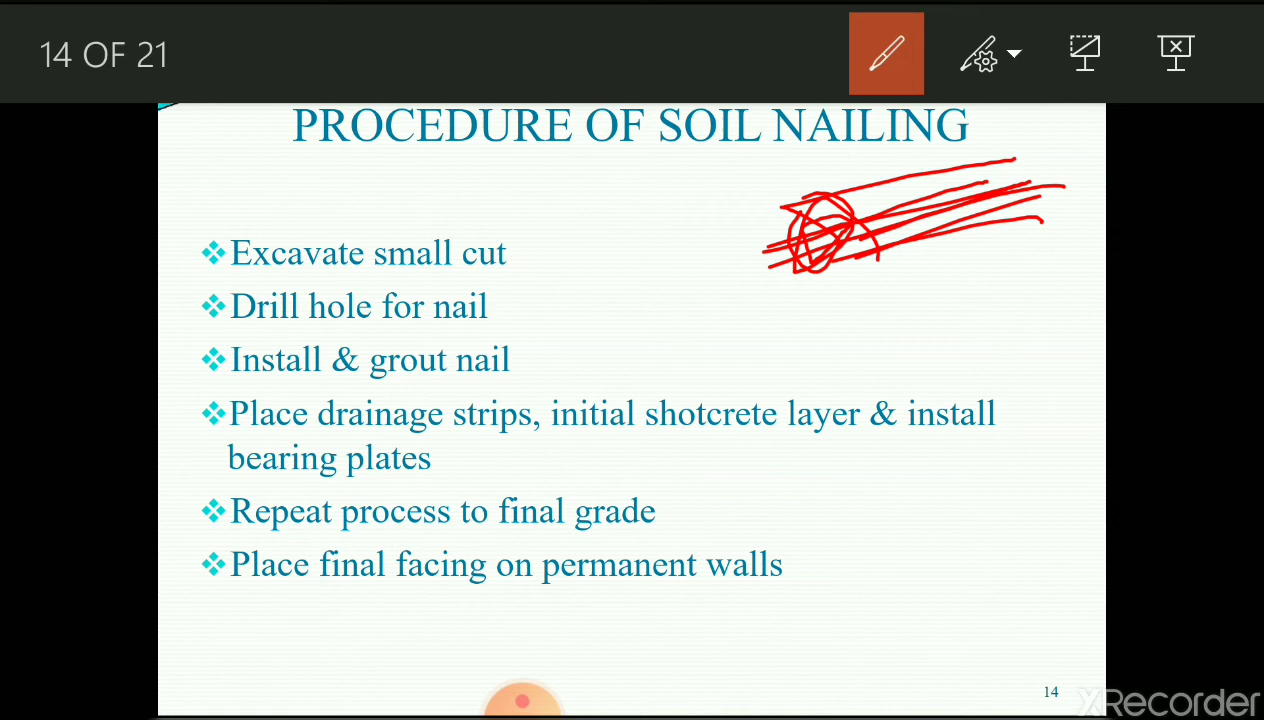 14 OF 21
PROCEDURE OF SOIL NAILING
Excavate small cut
Drill hole for nail
Install & grout nail
Place drainage strips, initial shotcrete layer & install
bearing plates
Repeat process to final grade
Place final facing on permanent walls
14
XRecorder